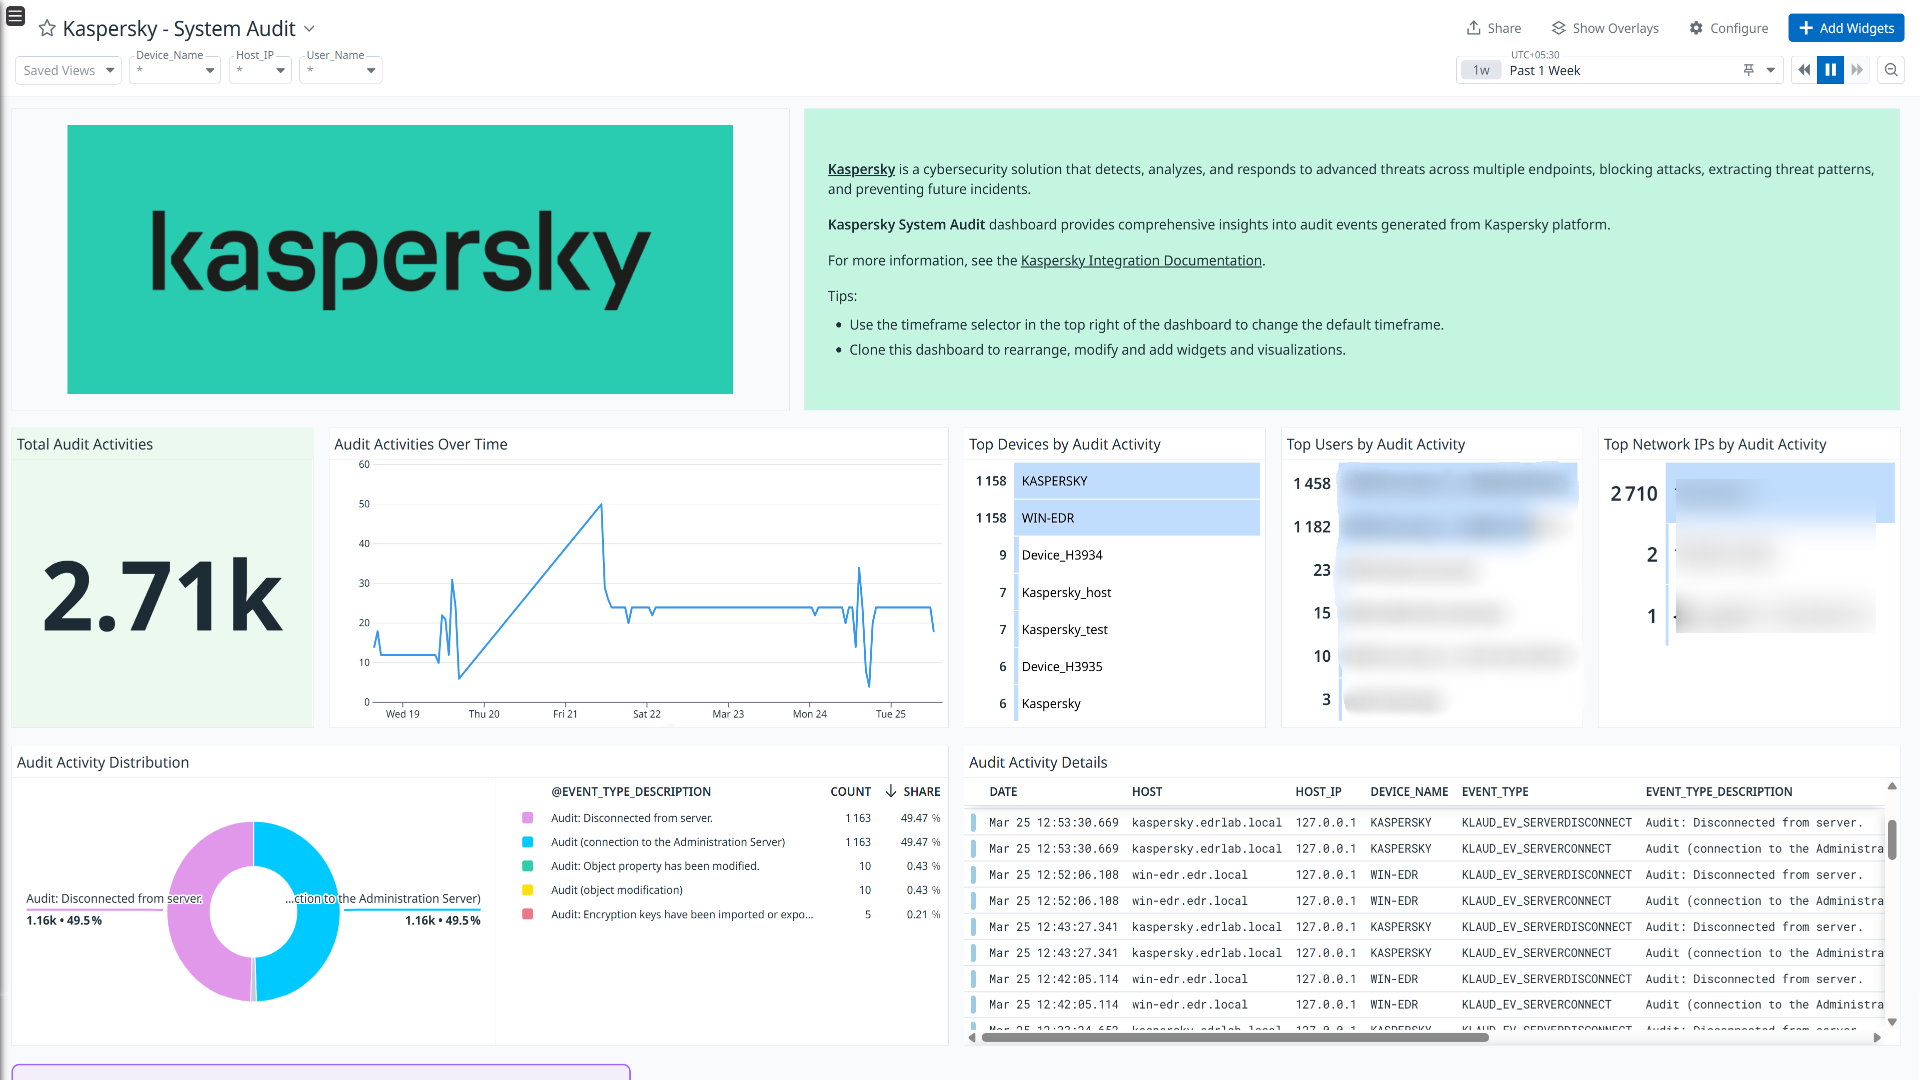 Kaspersky - System Audit
Share
Show Overlays
Configure
Add Widgets
Saved Views
Device_Name
*
Host_IP
*
User_Name
*
UTC+05:30
1w Past 1 Week
kaspersky
Kaspersky is a cybersecurity solution that detects, analyzes, and responds to advanced threats across multiple endpoints, blocking attacks, extracting threat patterns,
and preventing future incidents.
Kaspersky System Audit dashboard provides comprehensive insights into audit events generated from Kaspersky platform.
For more information, see the Kaspersky Integration Documentation.
Tips:
• Use the timeframe selector in the top right of the dashboard to change the default timeframe.
• Clone this dashboard to rearrange, modify and add widgets and visualizations.
Total Audit Activities
2.71k
Audit Activities Over Time
60
50
40
30
20
10
0
Wed 19 Thu 20 Fri 21 Sat 22 Mar 23 Mon 24 Tue 25
Top Devices by Audit Activity
1 158 KASPERSKY
1 158 WIN-EDR
9 Device_H3934
7 Kaspersky_host
7 Kaspersky_test
6 Device_H3935
6 Kaspersky
Top Users by Audit Activity
1 458
1 182
23
15
10
3
Top Network IPs by Audit Activity
2 710
2
1
Audit Activity Distribution
Audit: Disconnected from server.
1.16k • 49.5 %
...ction to the Administration Server)
1.16k • 49.5 %
@EVENT_TYPE_DESCRIPTION COUNT SHARE
Audit: Disconnected from server. 1 163 49.47 %
Audit (connection to the Administration Server) 1 163 49.47 %
Audit: Object property has been modified. 10 0.43 %
Audit (object modification) 10 0.43 %
Audit: Encryption keys have been imported or expo... 5 0.21 %
Audit Activity Details
DATE HOST HOST_IP DEVICE_NAME EVENT_TYPE EVENT_TYPE_DESCRIPTION
Mar 25 12:53:30.669 kaspersky.edrlab.local 127.0.0.1 KASPERSKY KLAUD_EV_SERVERDISCONNECT Audit: Disconnected from server.
Mar 25 12:53:30.669 kaspersky.edrlab.local 127.0.0.1 KASPERSKY KLAUD_EV_SERVERCONNECT Audit (connection to the Administra
Mar 25 12:52:06.108 win-edr.edr.local 127.0.0.1 WIN-EDR KLAUD_EV_SERVERDISCONNECT Audit: Disconnected from server.
Mar 25 12:52:06.108 win-edr.edr.local 127.0.0.1 WIN-EDR KLAUD_EV_SERVERCONNECT Audit (connection to the Administra
Mar 25 12:43:27.341 kaspersky.edrlab.local 127.0.0.1 KASPERSKY KLAUD_EV_SERVERDISCONNECT Audit: Disconnected from server.
Mar 25 12:43:27.341 kaspersky.edrlab.local 127.0.0.1 KASPERSKY KLAUD_EV_SERVERCONNECT Audit (connection to the Administra
Mar 25 12:42:05.114 win-edr.edr.local 127.0.0.1 WIN-EDR KLAUD_EV_SERVERDISCONNECT Audit: Disconnected from server.
Mar 25 12:42:05.114 win-edr.edr.local 127.0.0.1 WIN-EDR KLAUD_EV_SERVERCONNECT Audit (connection to the Administra